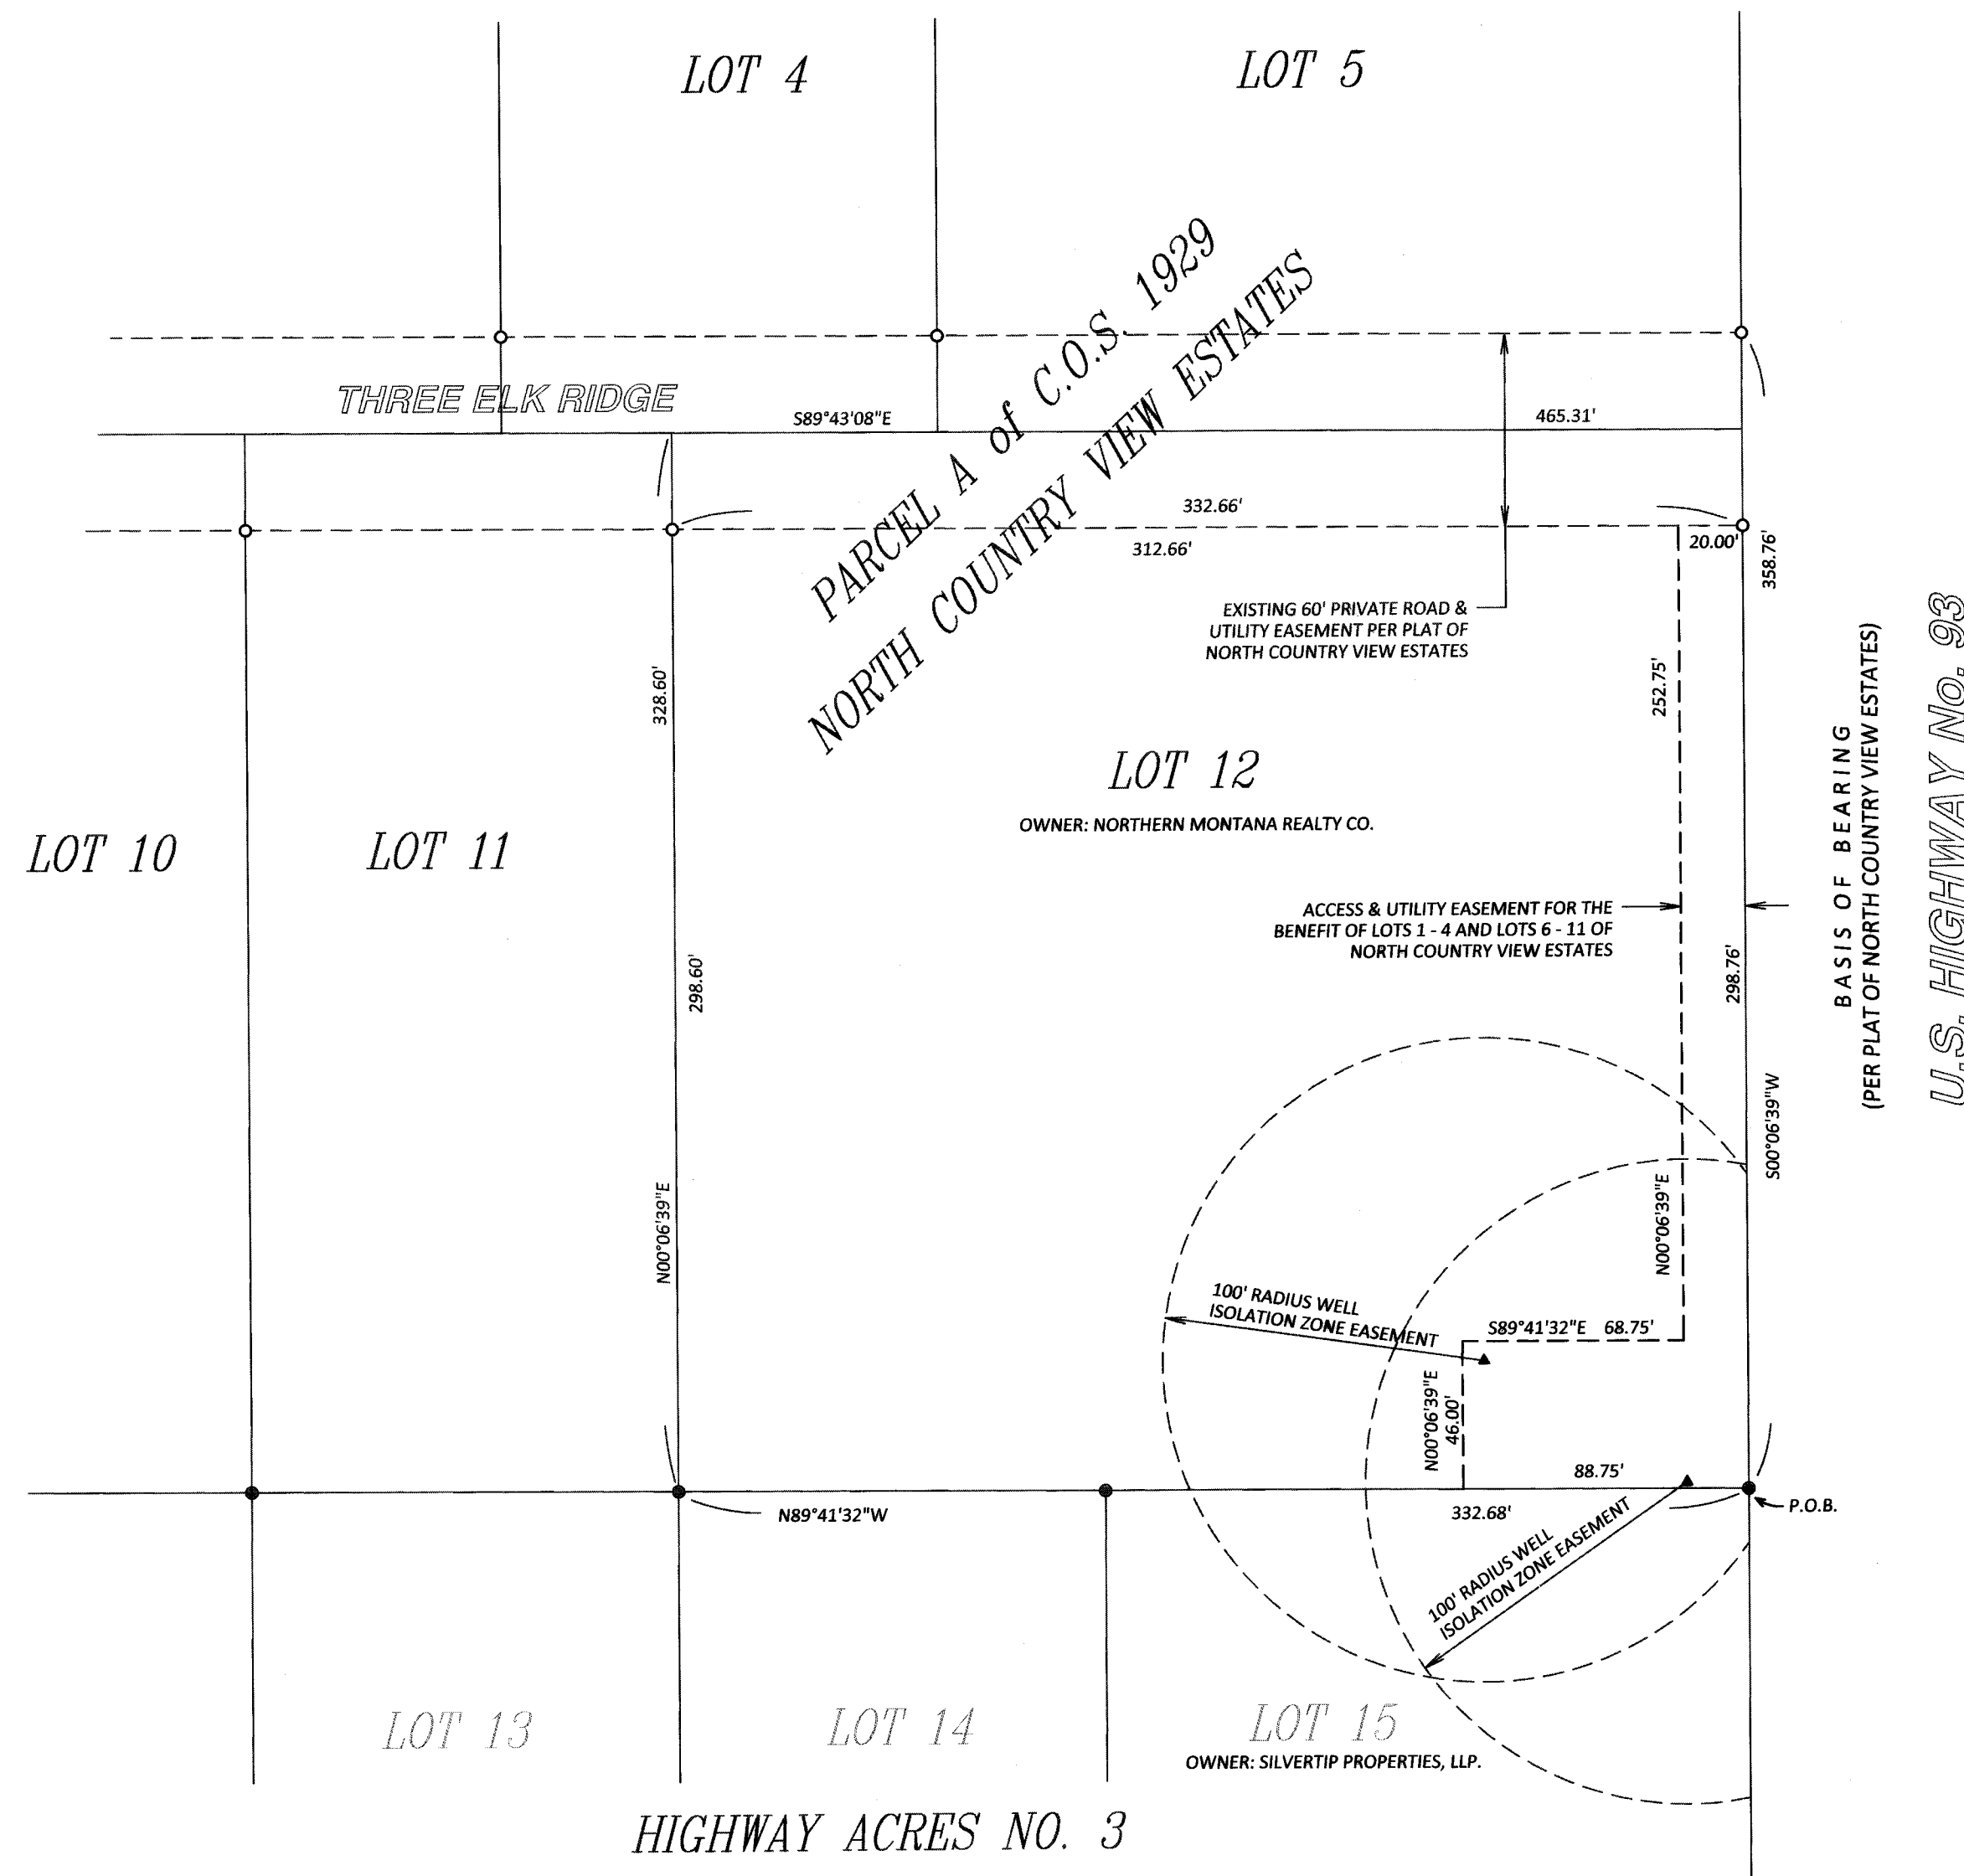 LOT 4
LOT 5
PARCEL A of C.O.S. 1929
NORTH COUNTRY VIEW ESTATES
THREE ELK RIDGE
S89°43'08"E
465.31'
332.66'
312.66'
20.00'
358.76'
EXISTING 60' PRIVATE ROAD &
UTILITY EASEMENT PER PLAT OF
NORTH COUNTRY VIEW ESTATES
328.60'
252.75'
LOT 12
OWNER: NORTHERN MONTANA REALTY CO.
LOT 10
LOT 11
ACCESS & UTILITY EASEMENT FOR THE
BENEFIT OF LOTS 1 - 4 AND LOTS 6 - 11 OF
NORTH COUNTRY VIEW ESTATES
298.60'
298.76'
BASIS OF BEARING
(PER PLAT OF NORTH COUNTRY VIEW ESTATES)
U.S. HIGHWAY No. 93
S00°06'39"W
N00°06'39"E
N00°06'39"E
100' RADIUS WELL
ISOLATION ZONE EASEMENT
S89°41'32"E 68.75'
N00°06'39"E
46.00'
88.75'
332.68'
N89°41'32"W
P.O.B.
100' RADIUS WELL
ISOLATION ZONE EASEMENT
LOT 13
LOT 14
LOT 15
OWNER: SILVERTIP PROPERTIES, LLP.
HIGHWAY ACRES NO. 3